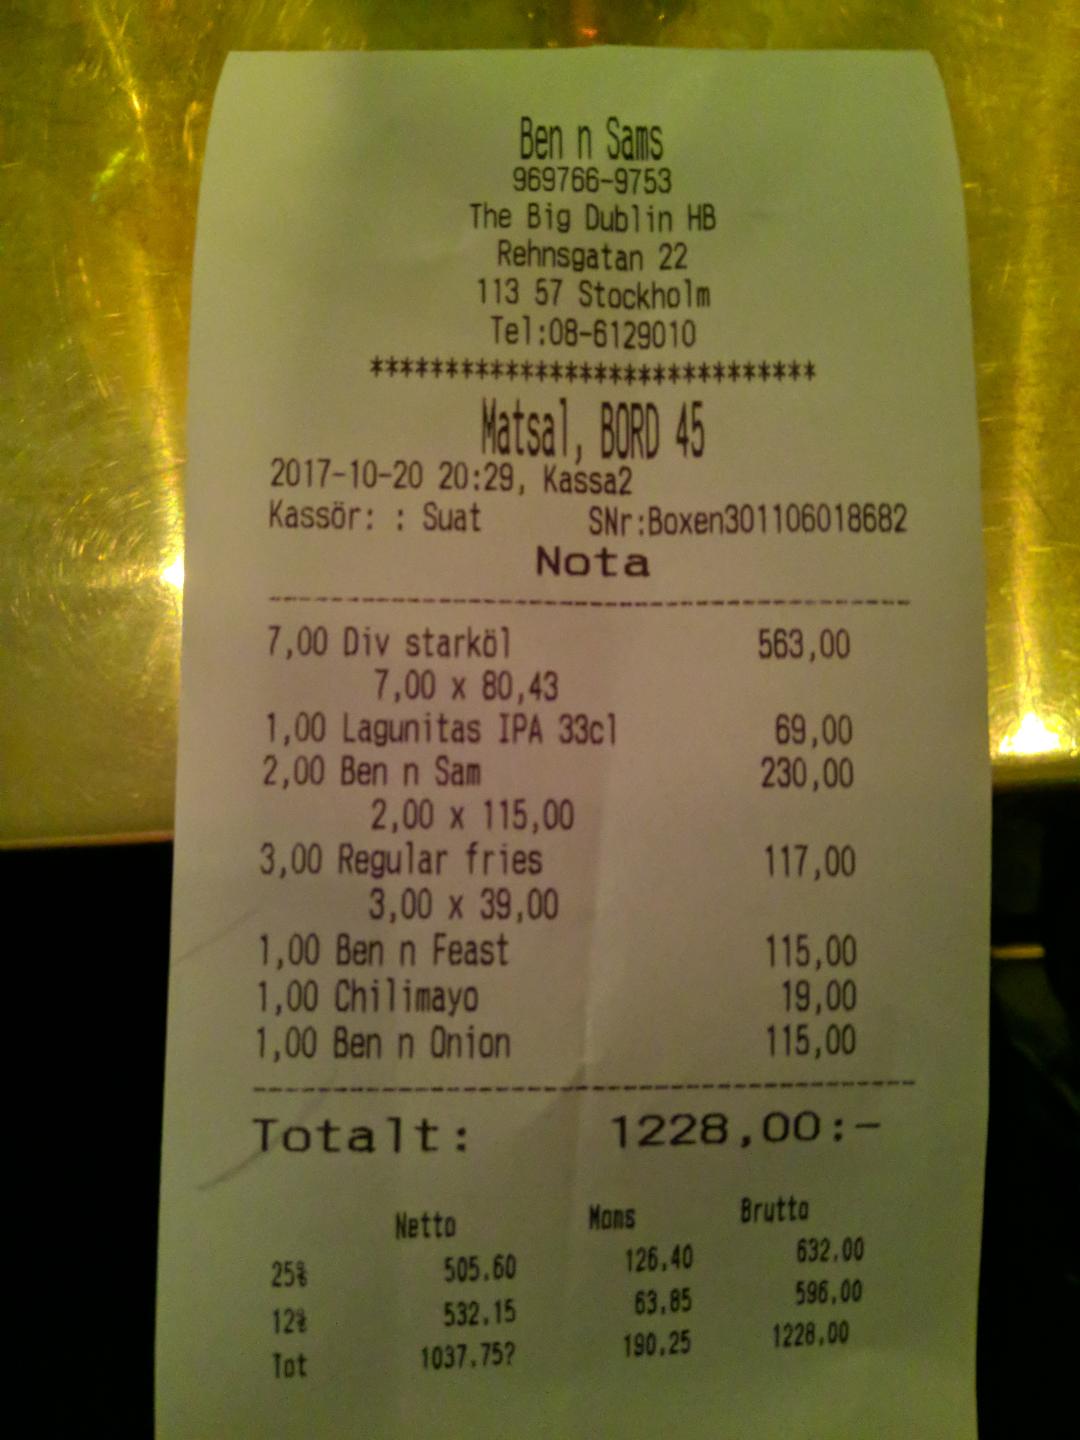 Ben n Sams
969766-9753
The Big Dublin HB
Rehnsgatan 22
113 57 Stockholm
Tel:08-6129010
******************************
Matsal, BORD 45
2017-10-20 20:29, Kassa2
Kassör: : Suat SNr:Boxen301106018682
Nota
7,00 Div starköl 563,00
7,00 x 80,43
1,00 Lagunitas IPA 33cl 69,00
2,00 Ben n Sam 230,00
2,00 x 115,00
3,00 Regular fries 117,00
3,00 x 39,00
1,00 Ben n Feast 115,00
1,00 Chilimayo 19,00
1,00 Ben n Onion 115,00
Totalt: 1228,00:-
Netto Moms Brutto
25% 505.60 126.40 632.00
12% 532.15 63.85 596.00
Tot 1037.75? 190.25 1228.00